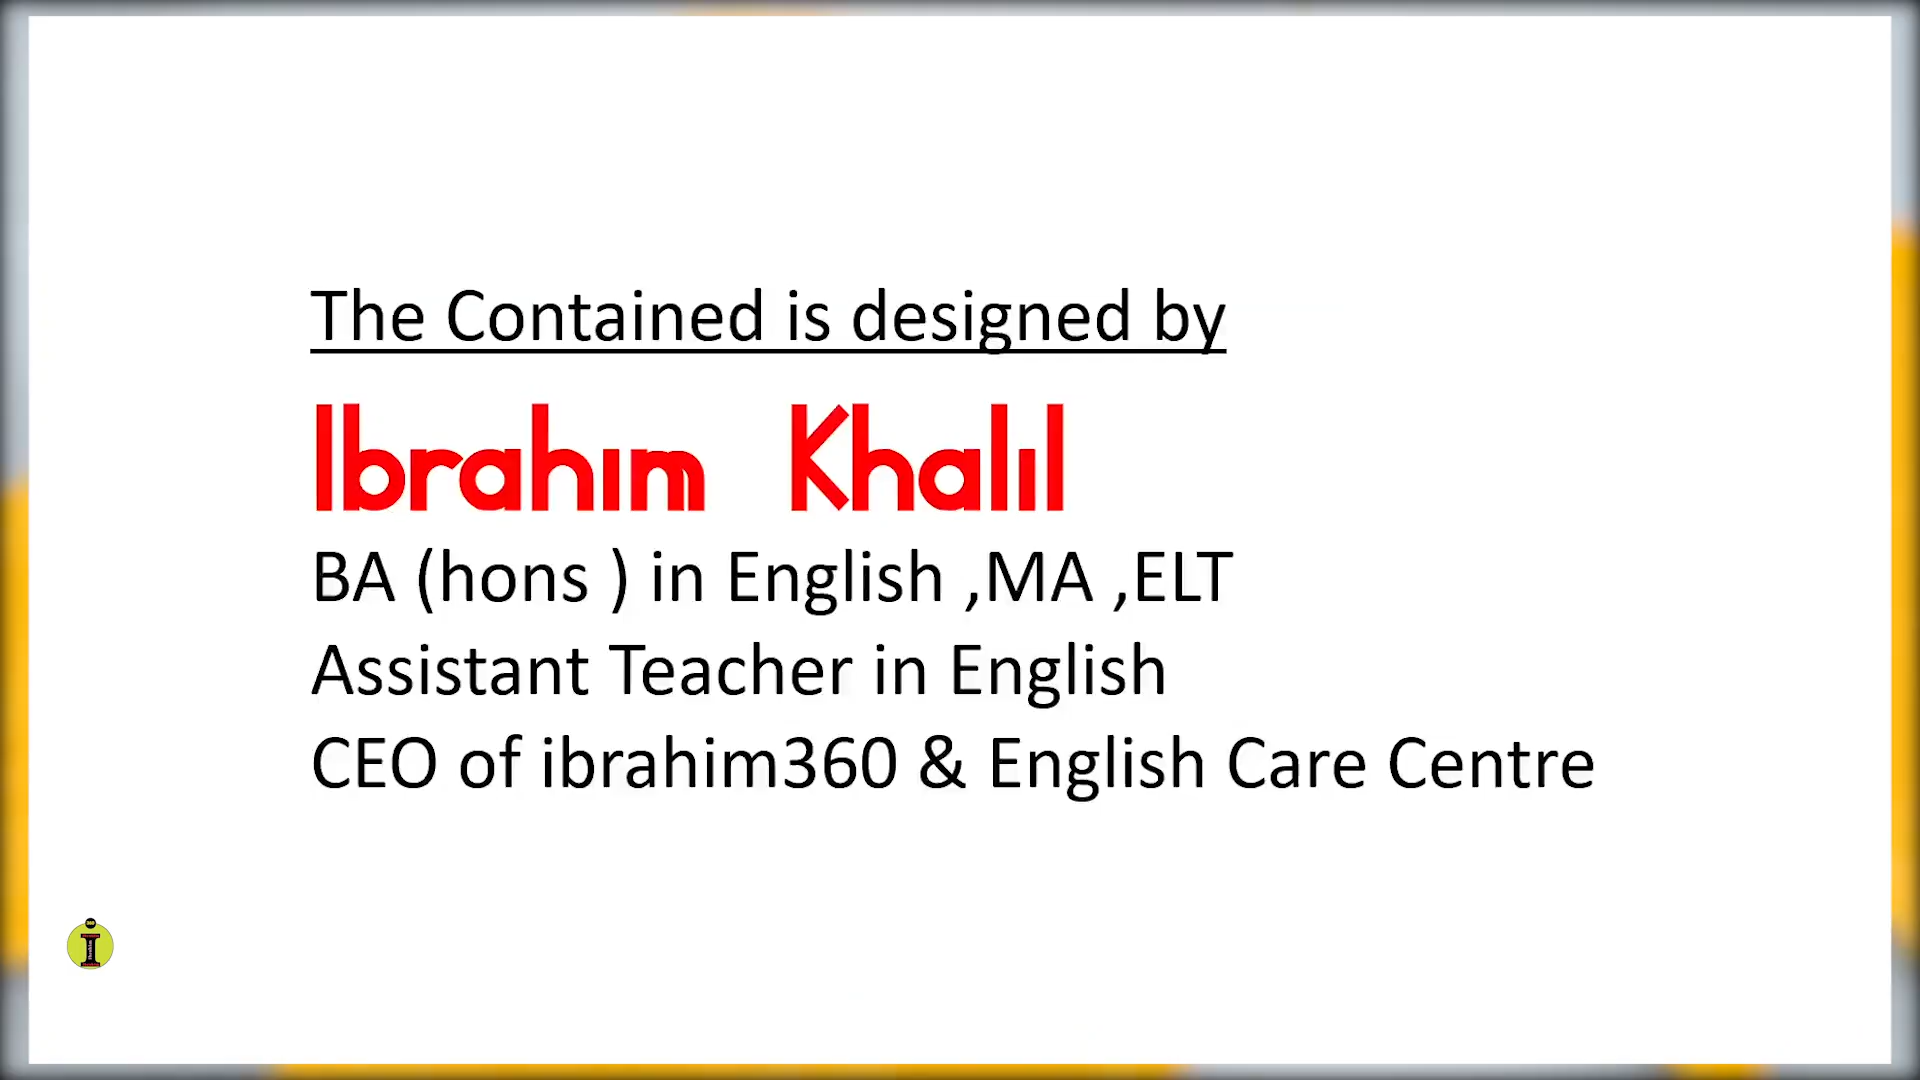 The Contained is designed by
Ibrahim Khalil
BA (hons ) in English ,MA ,ELT
Assistant Teacher in English
CEO of ibrahim360 & English Care Centre